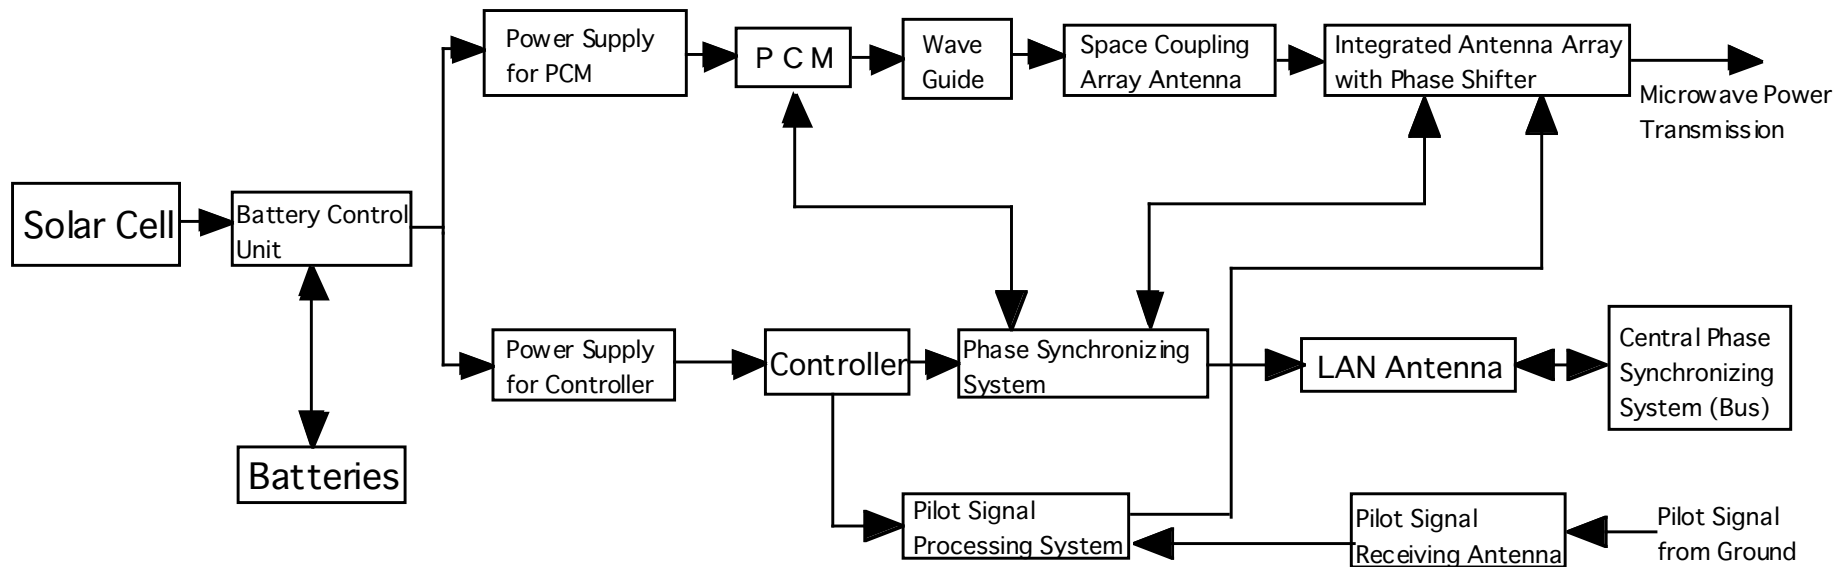 Power Supply
for PCM
P C M
Wave
Guide
Space Coupling
Array Antenna
Integrated Antenna Array
with Phase Shifter
Microwave Power
Transmission
Solar Cell
Battery Control
Unit
Batteries
Power Supply
for Controller
Controller
Phase Synchronizing
System
LAN Antenna
Central Phase
Synchronizing
System (Bus)
Pilot Signal
Processing System
Pilot Signal
Receiving Antenna
Pilot Signal
from Ground